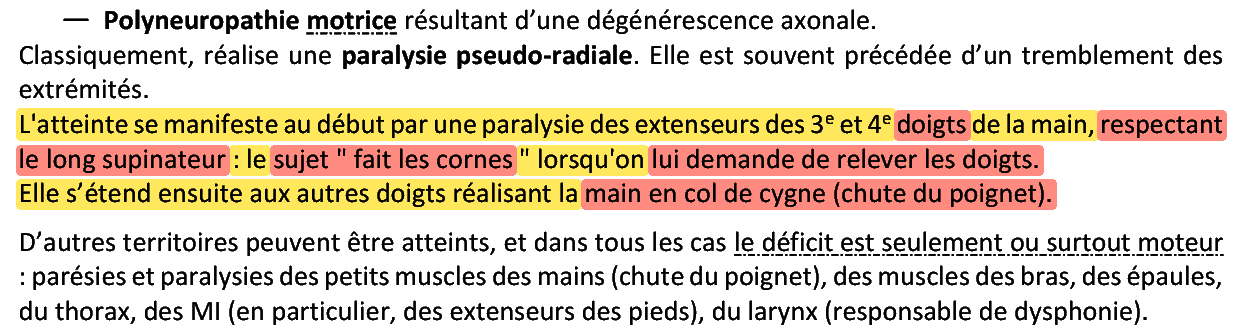 — Polyneuropathie motrice résultant d’une dégénérescence axonale.
Classiquement, réalise une paralysie pseudo-radiale. Elle est souvent précédée d’un tremblement des
extrémités.
L'atteinte se manifeste au début par une paralysie des extenseurs des 3ᵉ et 4ᵉ doigts de la main, respectant
le long supinateur : le sujet " fait les cornes " lorsqu'on lui demande de relever les doigts.
Elle s’étend ensuite aux autres doigts réalisant la main en col de cygne (chute du poignet).
D’autres territoires peuvent être atteints, et dans tous les cas le déficit est seulement ou surtout moteur
: parésies et paralysies des petits muscles des mains (chute du poignet), des muscles des bras, des épaules,
du thorax, des MI (en particulier, des extenseurs des pieds), du larynx (responsable de dysphonie).